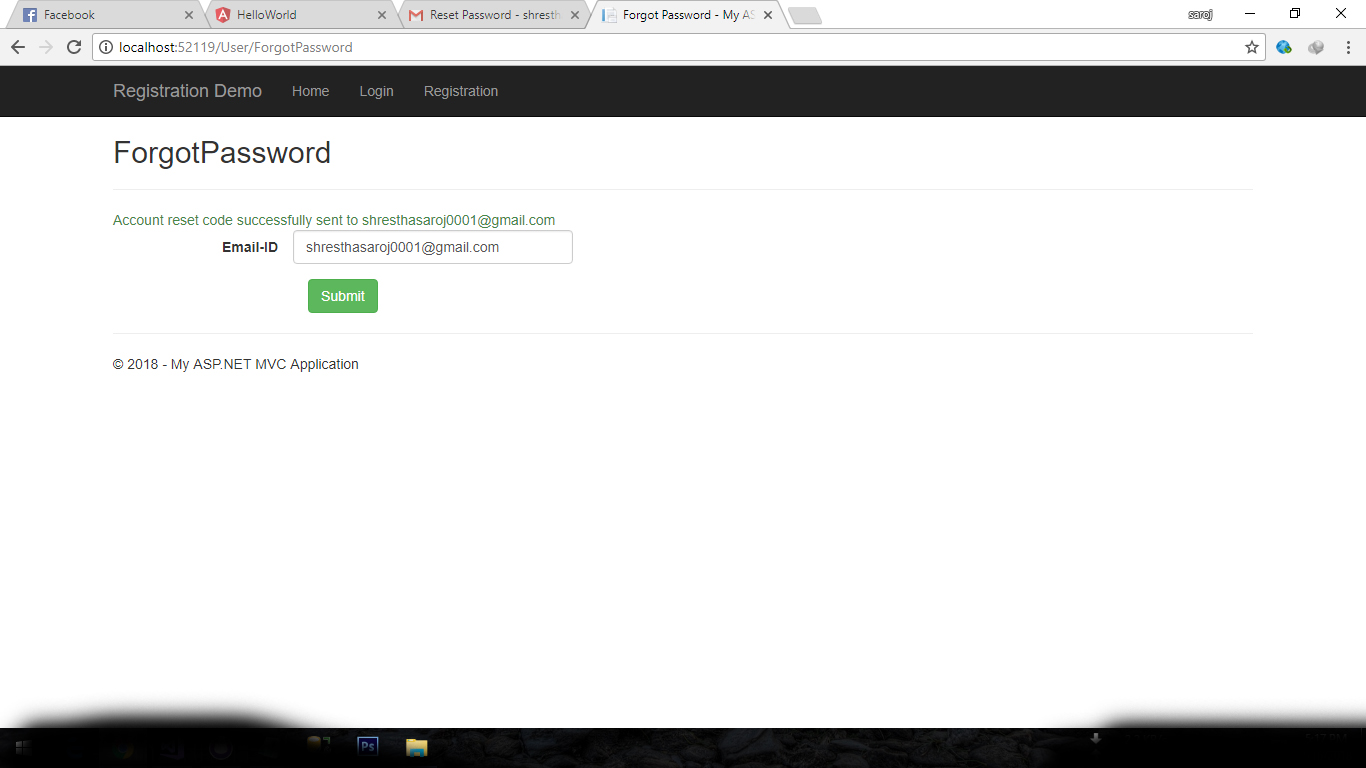 Facebook
HelloWorld
Reset Password - shresth
Forgot Password - My AS
saroj
localhost:52119/User/ForgotPassword
Registration Demo Home Login Registration
ForgotPassword
Account reset code successfully sent to shresthasaroj0001@gmail.com
Email-ID shresthasaroj0001@gmail.com
Submit
© 2018 - My ASP.NET MVC Application
Ps